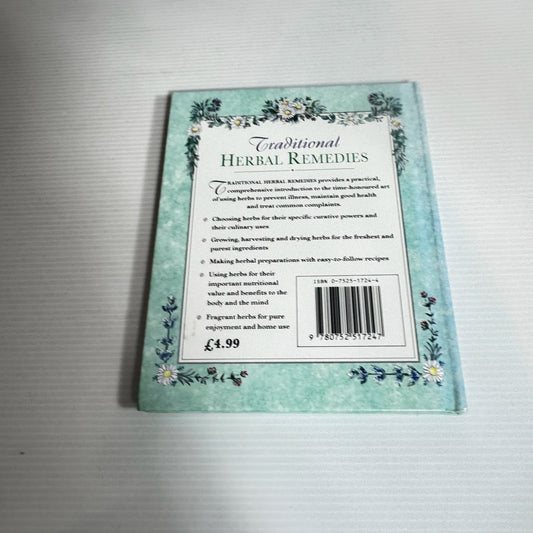 Traditional
HERBAL REMEDIES
TRADITIONAL HERBAL REMEDIES provides a practical,
comprehensive introduction to the time-honoured art
of using herbs to prevent illness, maintain good health
and treat common complaints.
Choosing herbs for their specific curative powers and
their culinary uses
Growing, harvesting and drying herbs for the freshest and
purest ingredients
Making herbal preparations with easy-to-follow recipes
Using herbs for their
important nutritional
value and benefits to the
body and the mind
Fragrant herbs for pure
enjoyment and home use
£4.99
ISBN 0-7525-1724-4
9 780752 517247